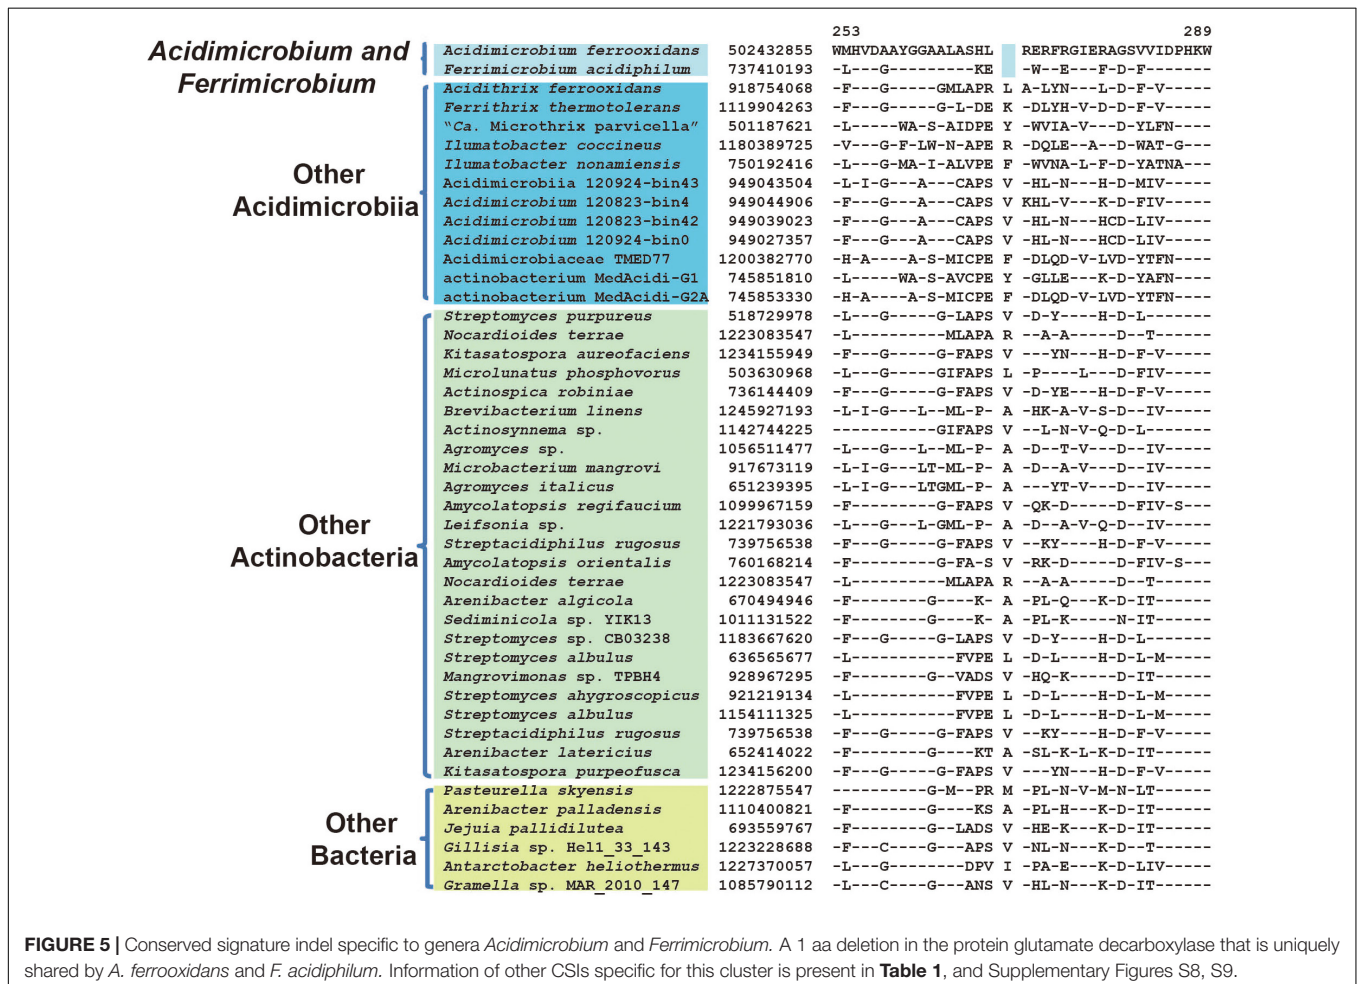 253 289
Acidimicrobium and
Ferrimicrobium
Acidimicrobium ferrooxidans 502432855 WMHVDAAYGGAALASHL RERFRGIERAGSVVIDPHKW
Ferrimicrobium acidiphilum 737410193 -L---G---------KE -W--E---F-D-F-------
Other
Acidimicrobiia
Acidithrix ferrooxidans 918754068 -F---G-----GMLAPR L A-LYN---L-D-F-V-----
Ferrithrix thermotolerans 1119904263 -F---G-----G-L-DE K -DLYH-V-D-D-F-V-----
"Ca. Microthrix parvicella" 501187621 -L-----WA-S-AIDPE Y -WVIA-V---D-YLFN----
Ilumatobacter coccineus 1180389725 -V---G-F-LW-N-APE R -DQLE--A--D-WAT-G---
Ilumatobacter nonamiensis 750192416 -L---G-MA-I-ALVPE F -WVNA-L-F-D-YATNA---
Acidimicrobiia 120924-bin43 949043504 -L-I-G---A---CAPS V -HL-N---H-D-MIV-----
Acidimicrobium 120823-bin4 949044906 -F---G---A---CAPS V KHL-V---K-D-FIV-----
Acidimicrobium 120823-bin42 949039023 -F---G---A---CAPS V -HL-N---HCD-LIV-----
Acidimicrobium 120924-bin0 949027357 -F---G---A---CAPS V -HL-N---HCD-LIV-----
Acidimicrobiaceae TMED77 1200382770 -H-A----A-S-MICPE F -DLQD-V-LVD-YTFN----
actinobacterium MedAcidi-G1 745851810 -L-----WA-S-AVCPE Y -GLLE---K-D-YAFN----
actinobacterium MedAcidi-G2A 745853330 -H-A----A-S-MICPE F -DLQD-V-LVD-YTFN----
Other
Actinobacteria
Streptomyces purpureus 518729978 -L---G-----G-LAPS V -D-Y----H-D-L-------
Nocardioides terrae 1223083547 -L----------MLAPA R --A-A-----D--T------
Kitasatospora aureofaciens 1234155949 -F---G-----G-FAPS V ---YN---H-D-F-V-----
Microlunatus phosphovorus 503630968 -L---G-----GIFAPS L -P----L---D-FIV-----
Actinospica robiniae 736144409 -F---G-----G-FAPS V -D-YE---H-D-F-V-----
Brevibacterium linens 1245927193 -L-I-G---L--ML-P- A -HK-A-V-S-D--IV-----
Actinosynnema sp. 1142744225 -----------GIFAPS V --L-N-V-Q-D-L-------
Agromyces sp. 1056511477 -L---G---L--ML-P- A -D--T-V---D--IV-----
Microbacterium mangrovi 917673119 -L-I-G---LT-ML-P- A -D--A-V---D--IV-----
Agromyces italicus 651239395 -L-I-G---LTGML-P- A ---YT-V---D--IV-----
Amycolatopsis regifaucium 1099967159 -F---------G-FAPS V -QK-D-----D-FIV-S---
Leifsonia sp. 1221793036 -L---G---L-GML-P- A -D--A-V-Q-D--IV-----
Streptacidiphilus rugosus 739756538 -F---G-----G-FAPS V --KY----H-D-F-V-----
Amycolatopsis orientalis 760168214 -F---------G-FA-S V -RK-D-----D-FIV-S---
Nocardioides terrae 1223083547 -L----------MLAPA R --A-A-----D--T------
Arenibacter algicola 670494946 -F--------G----K- A -PL-Q---K-D-IT------
Sediminicola sp. YIK13 1011131522 -F--------G----K- A -PL-K-----N-IT------
Streptomyces sp. CB03238 1183667620 -F---G-----G-LAPS V -D-Y----H-D-L-------
Streptomyces albulus 636565677 -L-----------FVPE L -D-L----H-D-L-M-----
Mangrovimonas sp. TPBH4 928967295 -F--------G--VADS V -HQ-K-----D-IT------
Streptomyces ahygroscopicus 921219134 -L-----------FVPE L -D-L----H-D-L-M-----
Streptomyces albulus 1154111325 -L-----------FVPE L -D-L----H-D-L-M-----
Streptacidiphilus rugosus 739756538 -F---G-----G-FAPS V --KY----H-D-F-V-----
Arenibacter latericius 652414022 -F--------G----KT A -SL-K-L-K-D-IT------
Kitasatospora purpeofusca 1234156200 -F---G-----G-FAPS V ---YN---H-D-F-V-----
Other
Bacteria
Pasteurella skyensis 1222875547 ----------G-M--PR M -PL-N-V-M-N-LT------
Arenibacter palladensis 1110400821 -F--------G----KS A -PL-H---K-D-IT------
Jejuia pallidilutea 693559767 -F--------G--LADS V -HE-K---K-D-IT------
Gillisia sp. Hel1_33_143 1223228688 -F---C----G---APS V -NL-N---K-D-IT------
Antarctobacter heliothermus 1227370057 -L---G--------DPV I -PA-E---K-D-LIV-----
Gramella sp. MAR_2010_147 1085790112 -L---C----G---ANS V -HL-N---K-D-IT------
FIGURE 5 | Conserved signature indel specific to genera Acidimicrobium and Ferrimicrobium. A 1 aa deletion in the protein glutamate decarboxylase that is uniquely
shared by A. ferrooxidans and F. acidiphilum. Information of other CSIs specific for this cluster is present in Table 1, and Supplementary Figures S8, S9.